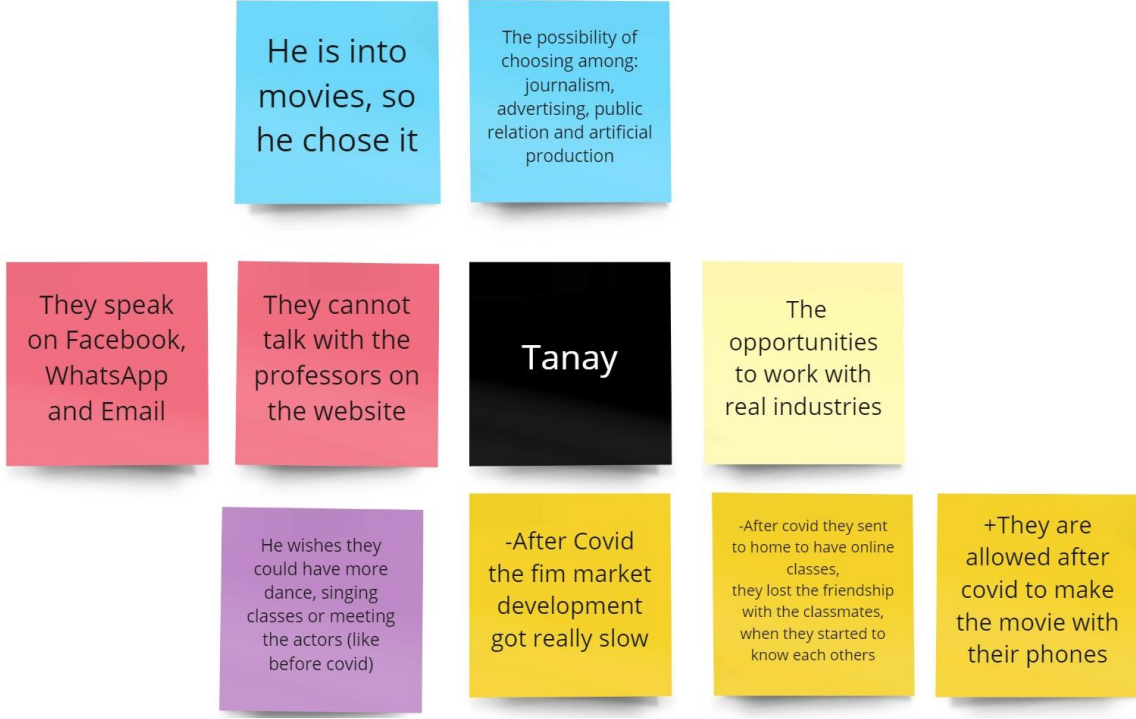 He is into
movies, so
he chose it
The possibility of
choosing among:
journalism,
advertising, public
relation and artificial
production
They speak
on Facebook,
WhatsApp
and Email
They cannot
talk with the
professors on
the website
Tanay
The
opportunities
to work with
real industries
He wishes they
could have more
dance, singing
classes or meeting
the actors (like
before covid)
-After Covid
the fim market
development
got really slow
-After covid they sent
to home to have online
classes,
they lost the friendship
with the classmates,
when they started to
know each others
+They are
allowed after
covid to make
the movie with
their phones